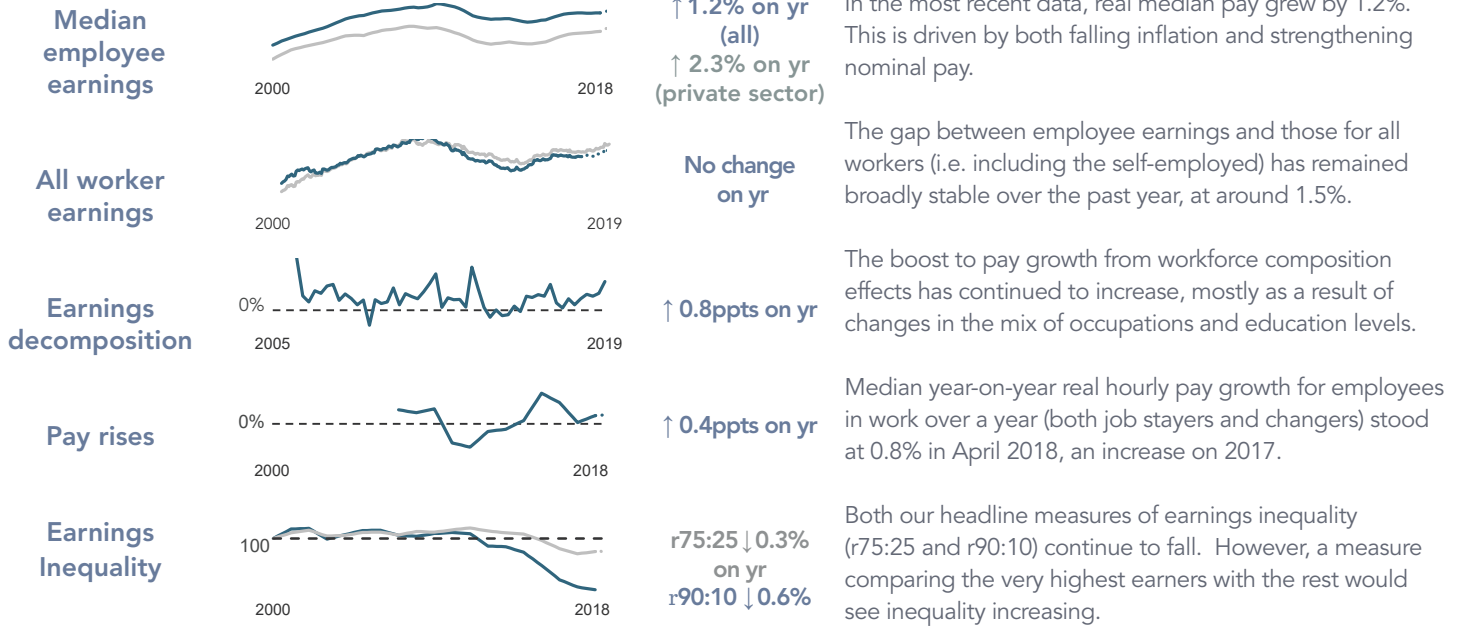 Median
employee
earnings
2000
2018
↑ 1.2% on yr
(all)
↑ 2.3% on yr
(private sector)
In the most recent data, real median pay grew by 1.2%.
This is driven by both falling inflation and strengthening
nominal pay.
All worker
earnings
2000
2019
No change
on yr
The gap between employee earnings and those for all
workers (i.e. including the self-employed) has remained
broadly stable over the past year, at around 1.5%.
Earnings
decomposition
0%
2005
2019
↑ 0.8ppts on yr
The boost to pay growth from workforce composition
effects has continued to increase, mostly as a result of
changes in the mix of occupations and education levels.
Pay rises
0%
2000
2018
↑ 0.4ppts on yr
Median year-on-year real hourly pay growth for employees
in work over a year (both job stayers and changers) stood
at 0.8% in April 2018, an increase on 2017.
Earnings
Inequality
100
2000
2018
r75:25 ↓ 0.3%
on yr
r90:10 ↓ 0.6%
Both our headline measures of earnings inequality
(r75:25 and r90:10) continue to fall.  However, a measure
comparing the very highest earners with the rest would
see inequality increasing.